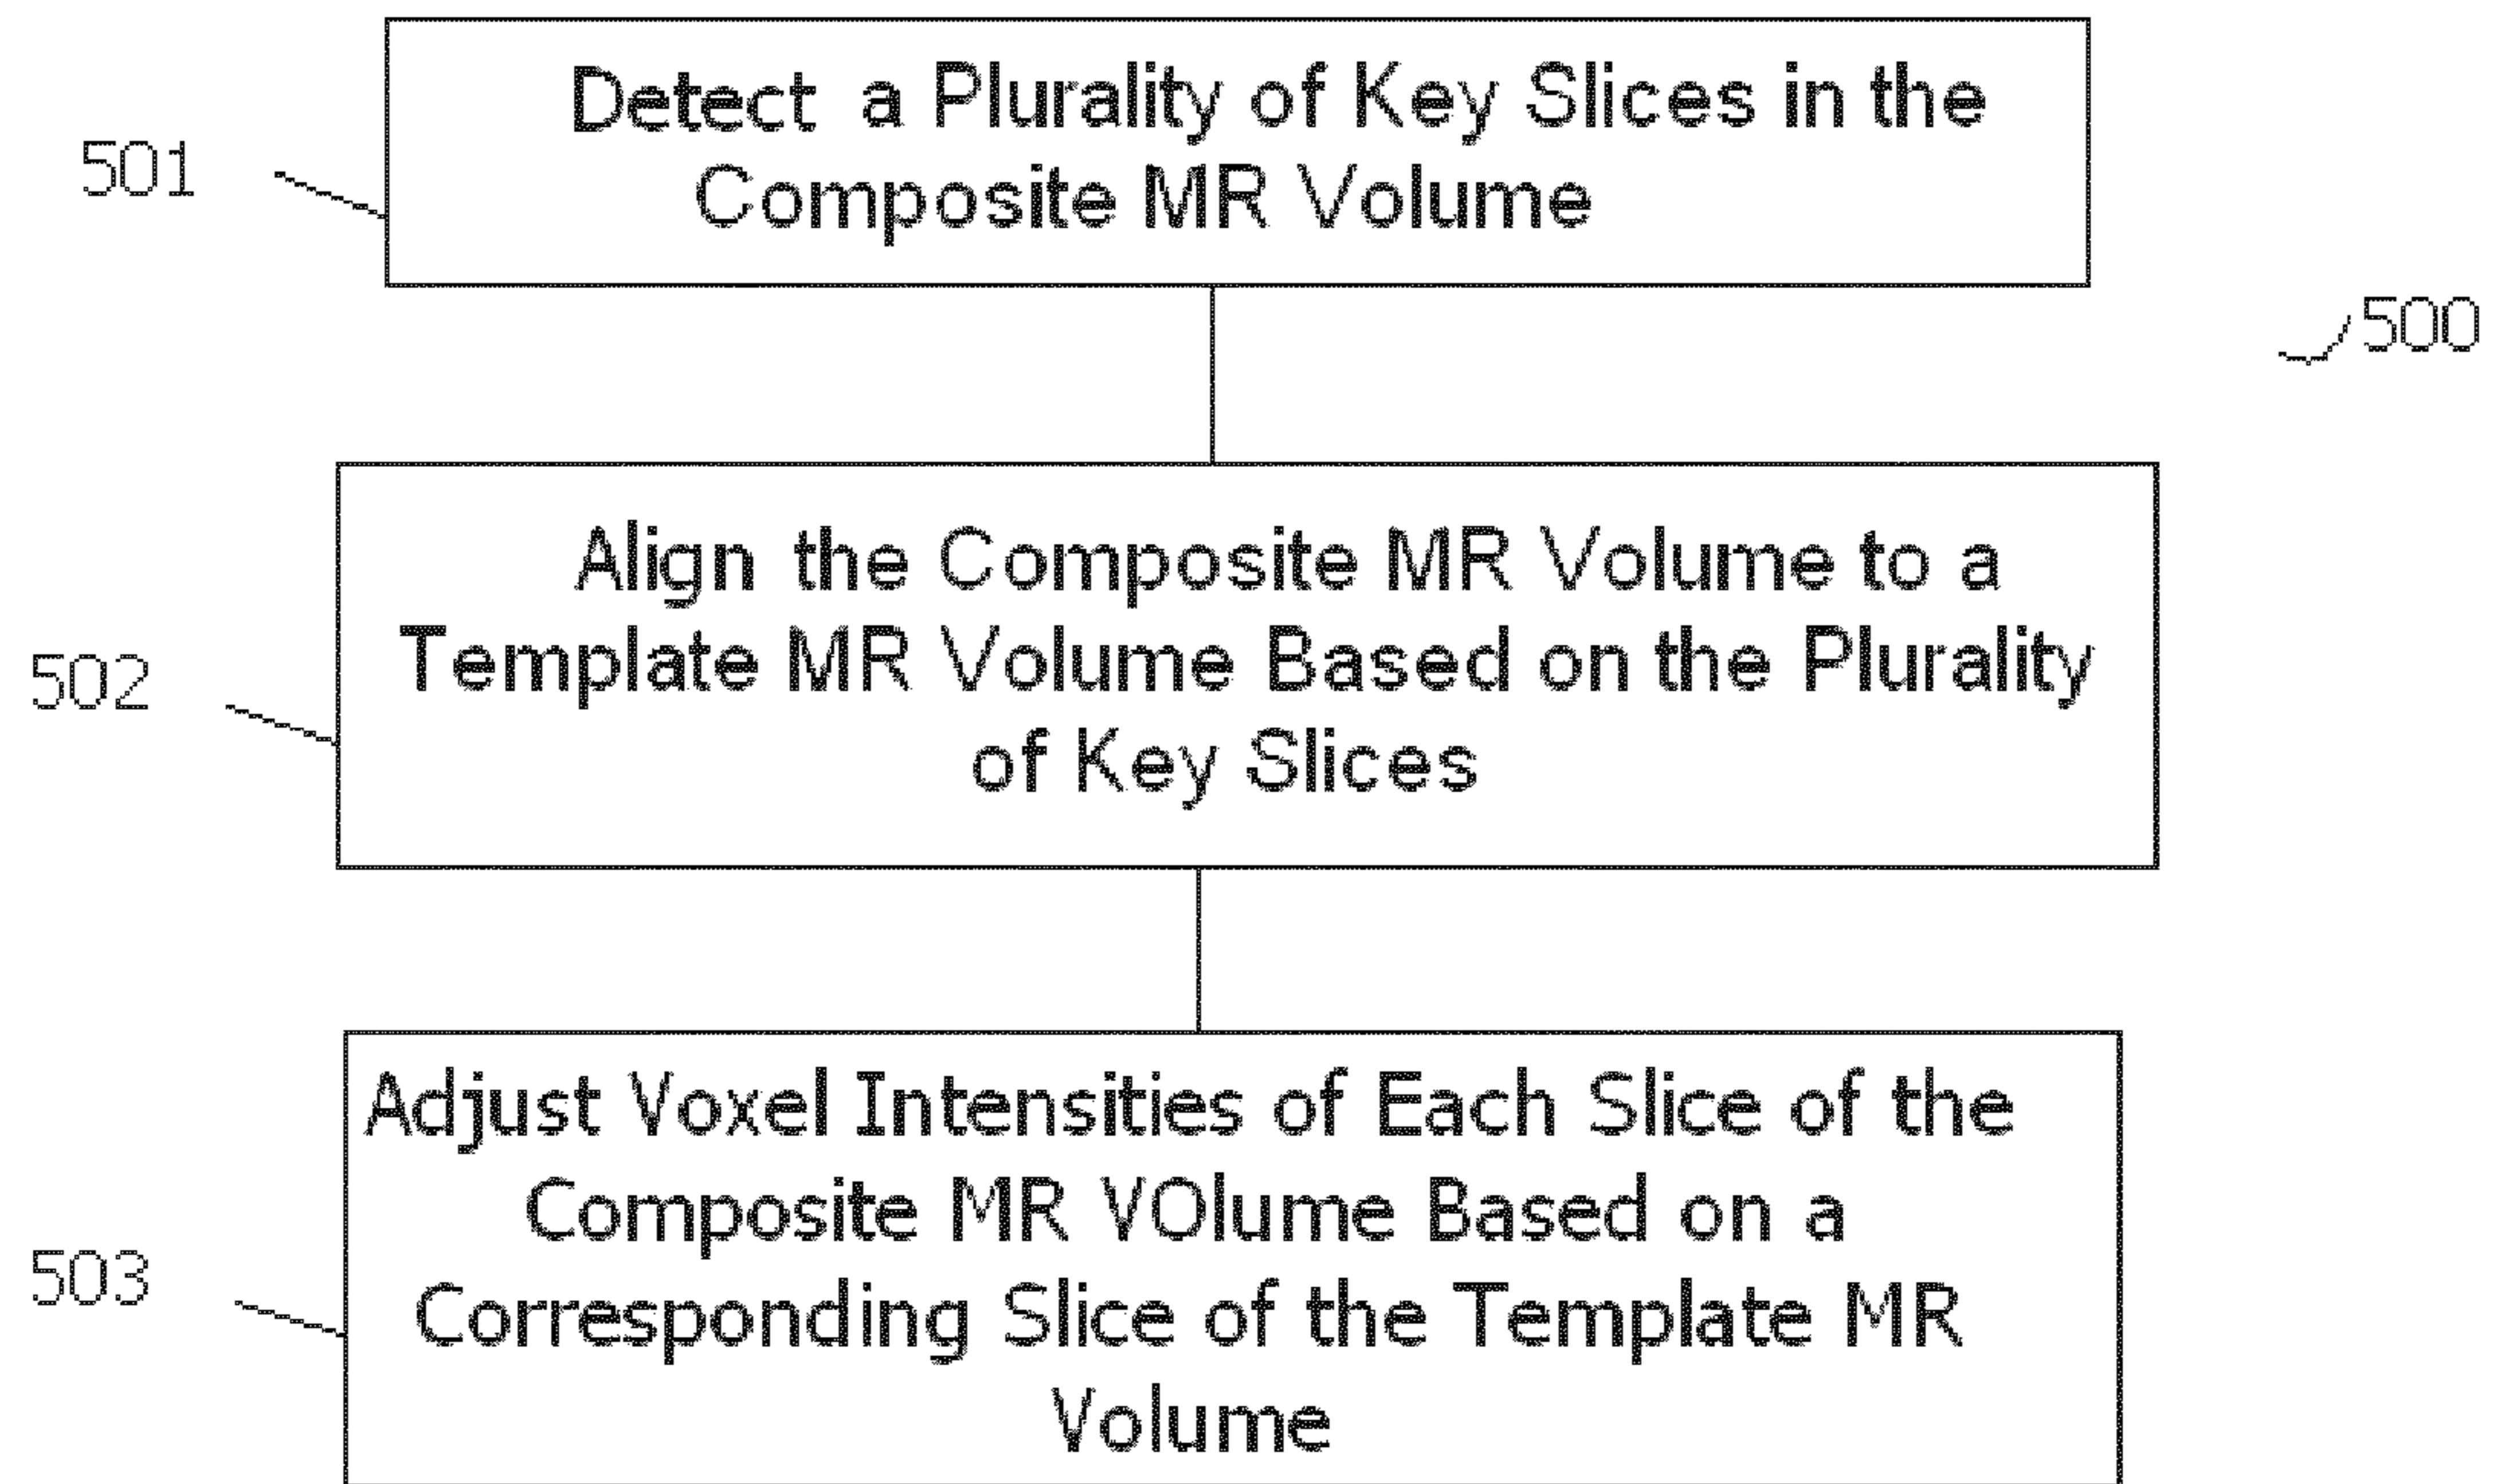 Detect a Plurality of Key Slices in the
Composite MR Volume
501
500
Align the Composite MR Volume to a
Template MR Volume Based on the Plurality
of Key Slices
502
Adjust Voxel Intensities of Each Slice of the
Composite MR VOlume Based on a
Corresponding Slice of the Template MR
Volume
503